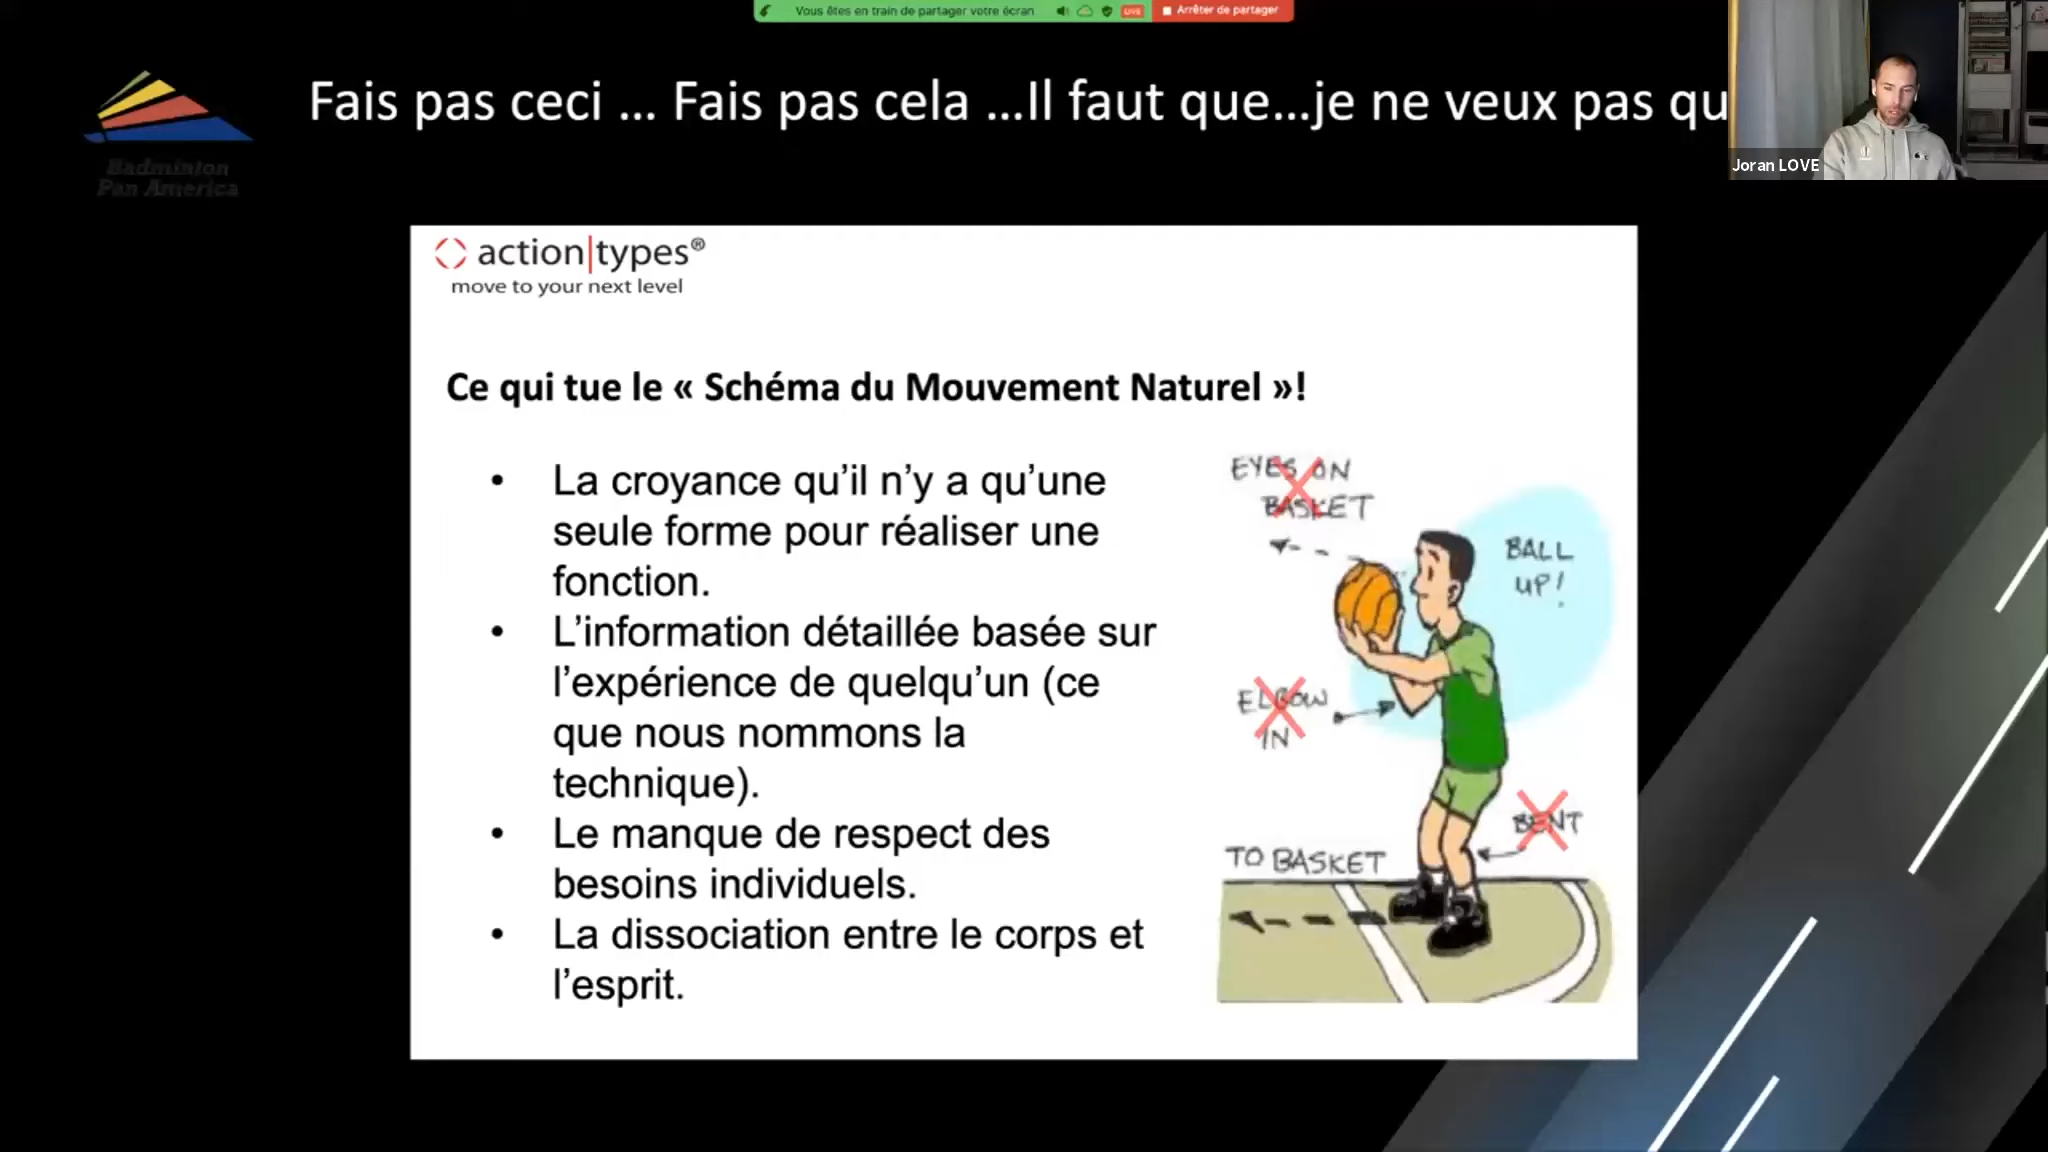 Vous êtes en train de partager votre écran
LIVE
Arrêter de partager
Fais pas ceci ... Fais pas cela ...Il faut que...je ne veux pas qu
Joran LOVE
Badminton
Pan America
action|types®
move to your next level
Ce qui tue le « Schéma du Mouvement Naturel »!
• La croyance qu’il n’y a qu’une
seule forme pour réaliser une
fonction.
• L’information détaillée basée sur
l’expérience de quelqu’un (ce
que nous nommons la
technique).
• Le manque de respect des
besoins individuels.
• La dissociation entre le corps et
l’esprit.
EYES ON
BASKET
BALL
UP!
ELBOW
IN
BENT
TO BASKET